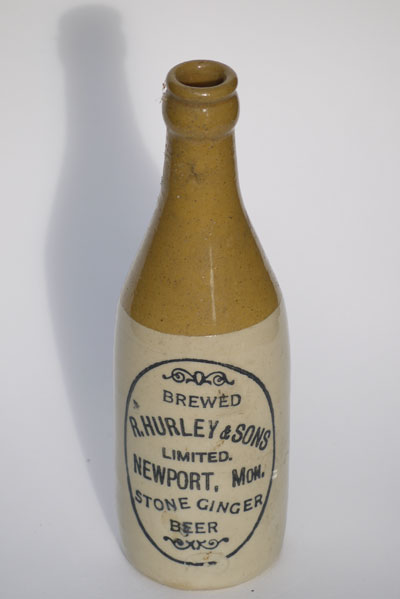 BREWED
R. HURLEY & SONS
LIMITED.
NEWPORT, MON.
STONE GINGER
BEER